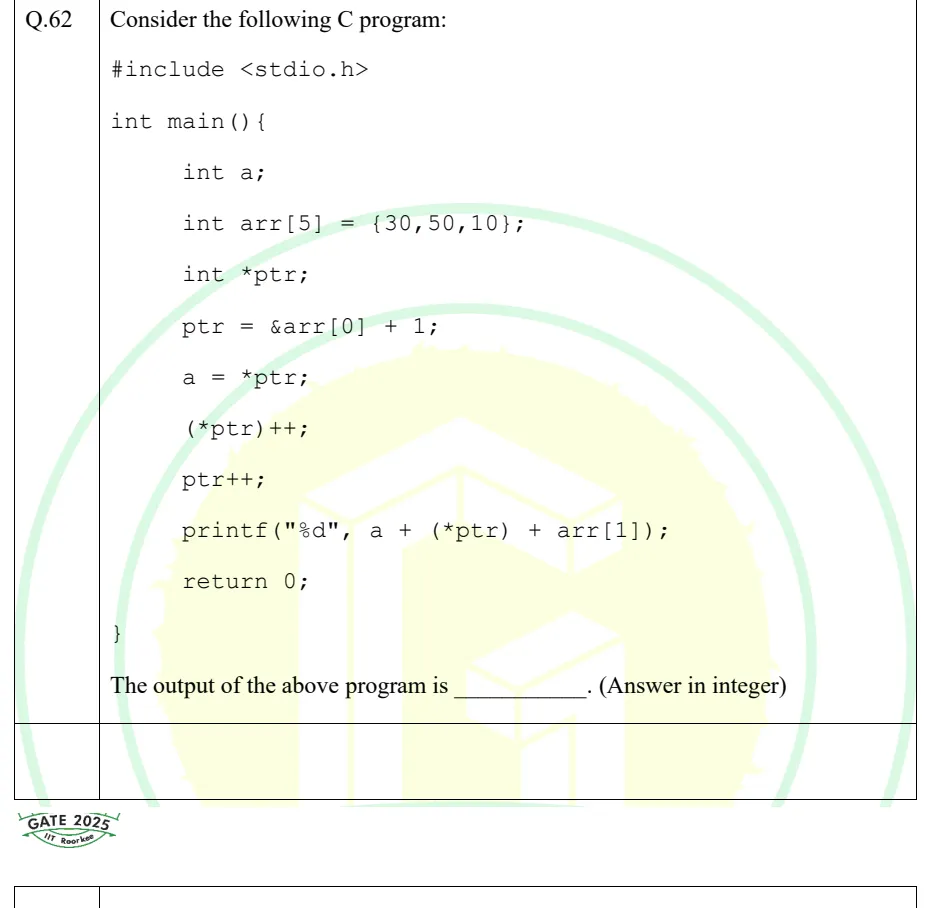 Q.62 Consider the following C program:
#include <stdio.h>
int main(){
int a;
int arr[5] = {30,50,10};
int *ptr;
ptr = &arr[0] + 1;
a = *ptr;
(*ptr)++;
ptr++;
printf("%d", a + (*ptr) + arr[1]);
return 0;
}
The output of the above program is ___________. (Answer in integer)
GATE 2025
IIT Roorkee